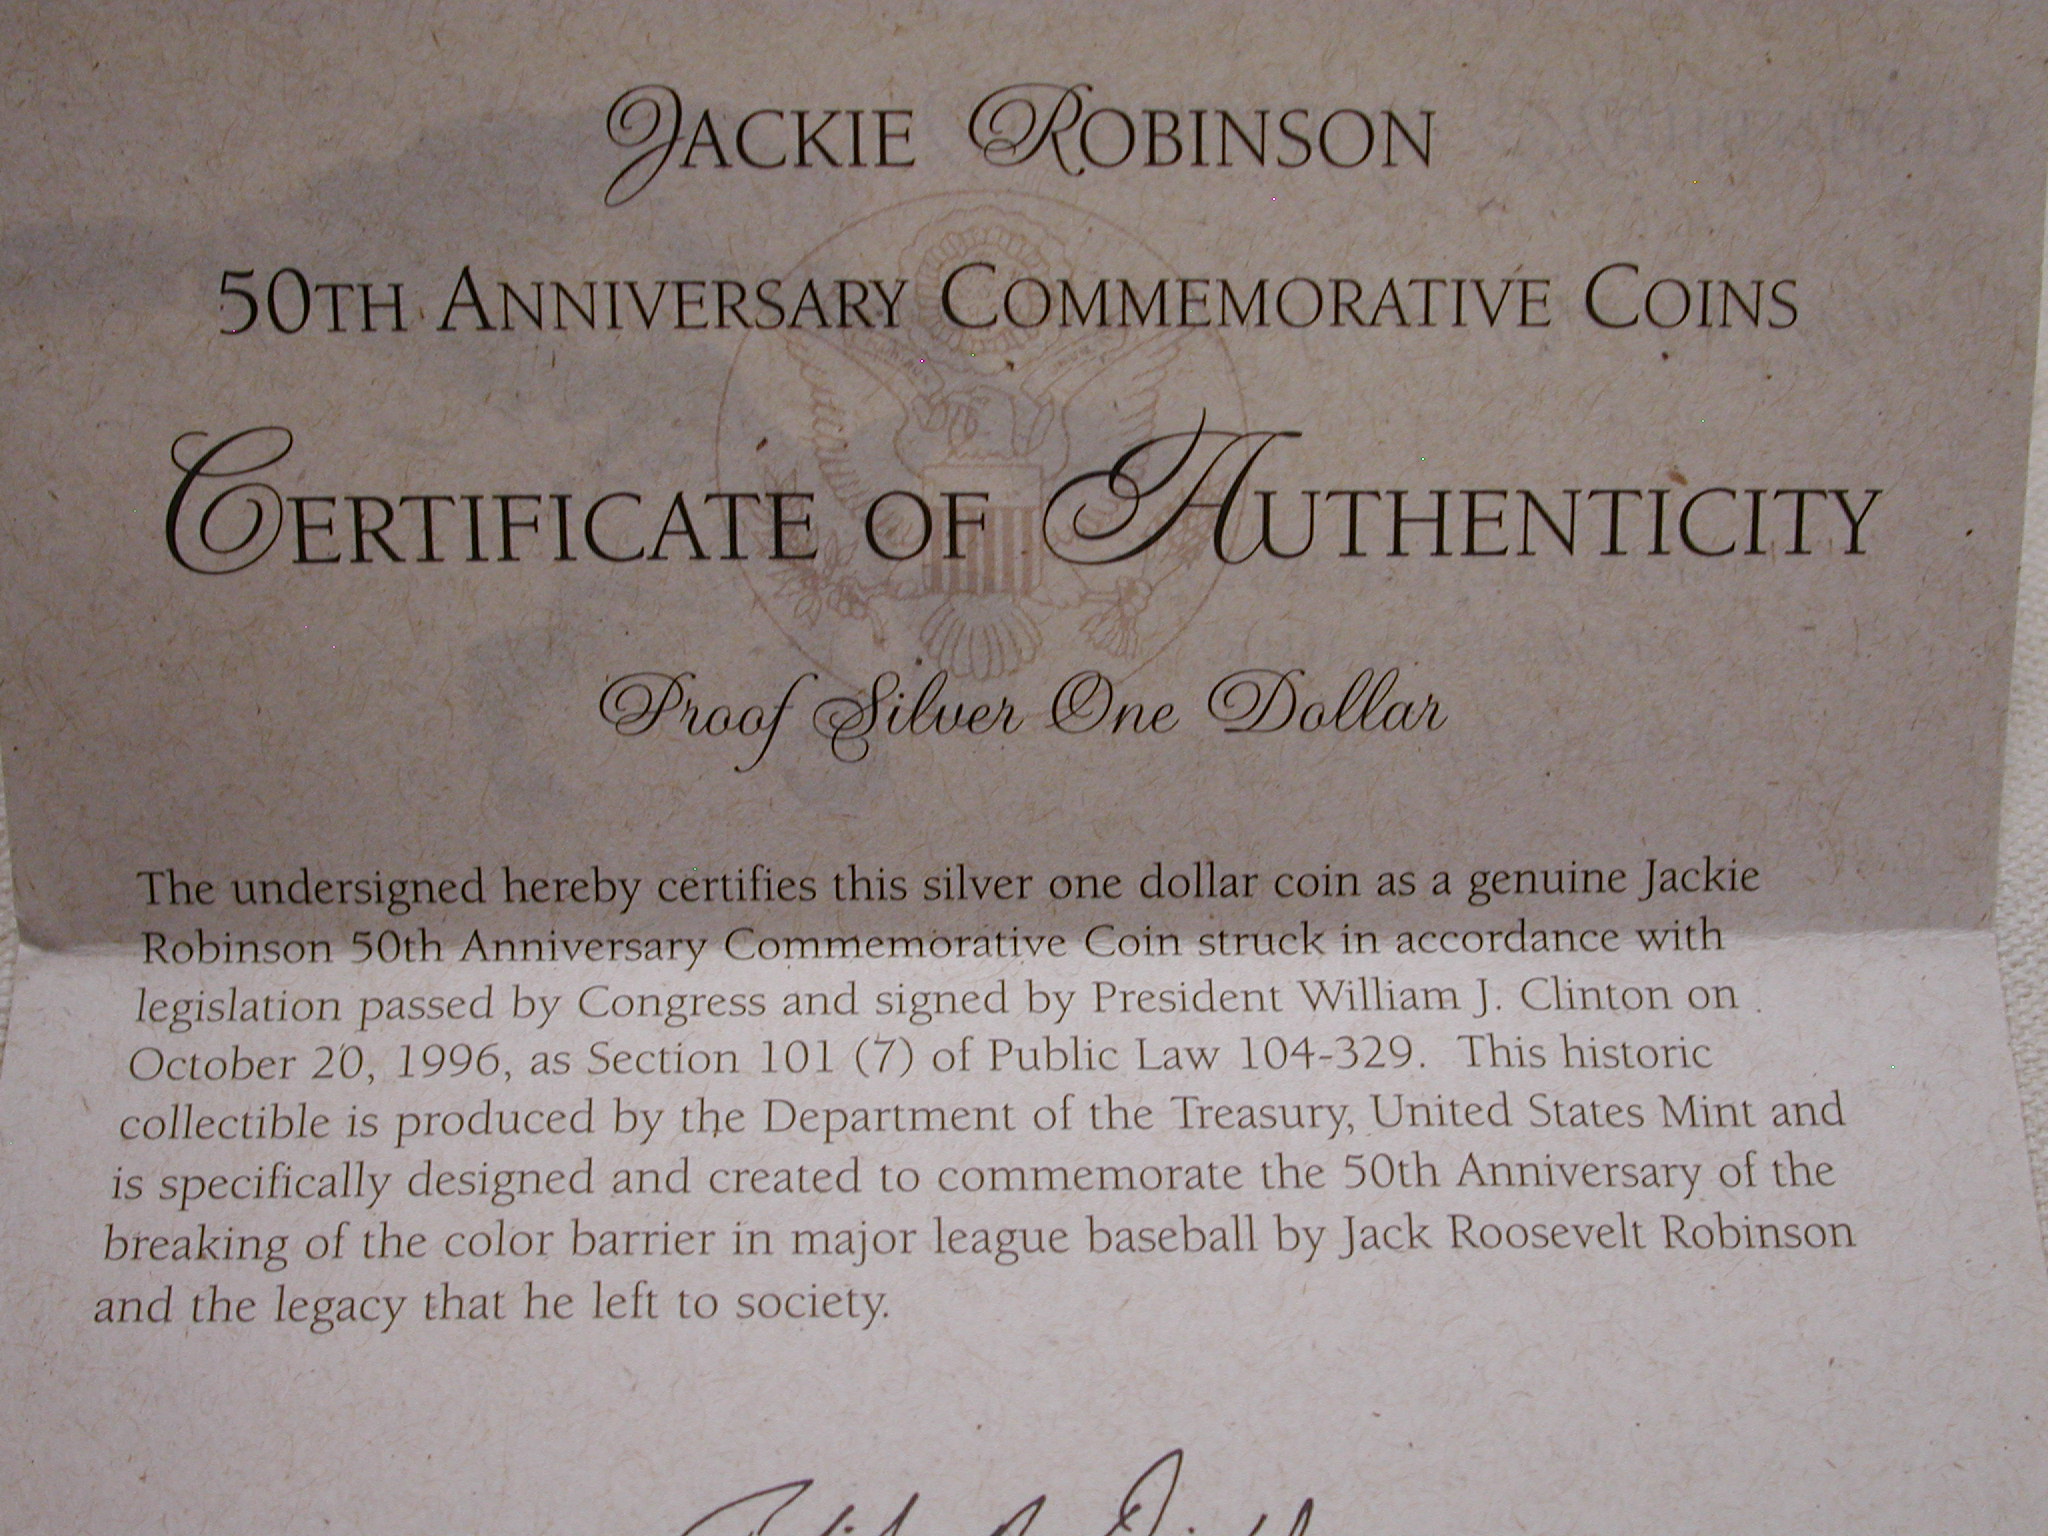 JACKIE ROBINSON
50TH ANNIVERSARY COMMEMORATIVE COINS
CERTIFICATE OF AUTHENTICITY
Proof Silver One Dollar
The undersigned hereby certifies this silver one dollar coin as a genuine Jackie
Robinson 50th Anniversary Commemorative Coin struck in accordance with
legislation passed by Congress and signed by President William J. Clinton on
October 20, 1996, as Section 101 (7) of Public Law 104-329.  This historic
collectible is produced by the Department of the Treasury, United States Mint and
is specifically designed and created to commemorate the 50th Anniversary of the
breaking of the color barrier in major league baseball by Jack Roosevelt Robinson
and the legacy that he left to society.